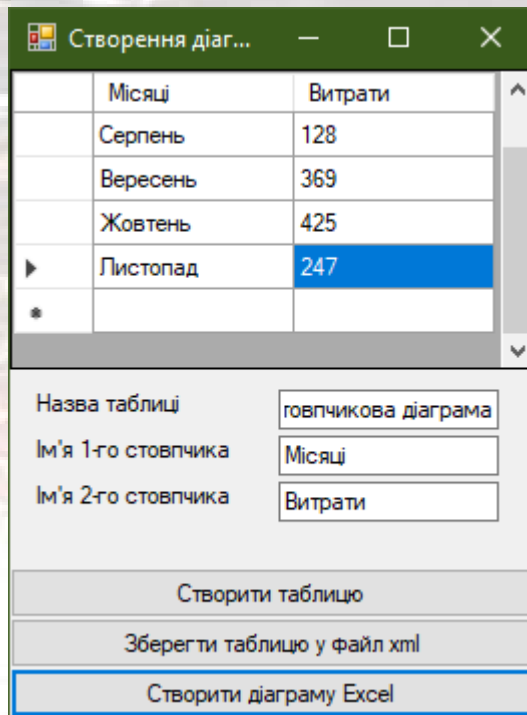 Створення діаг...
Місяці Витрати
Серпень 128
Вересень 369
Жовтень 425
Листопад 247
Назва таблиці товпчикова діаграма
Ім'я 1-го стовпчика Місяці
Ім'я 2-го стовпчика Витрати
Створити таблицю
Зберегти таблицю у файл xml
Створити діаграму Excel